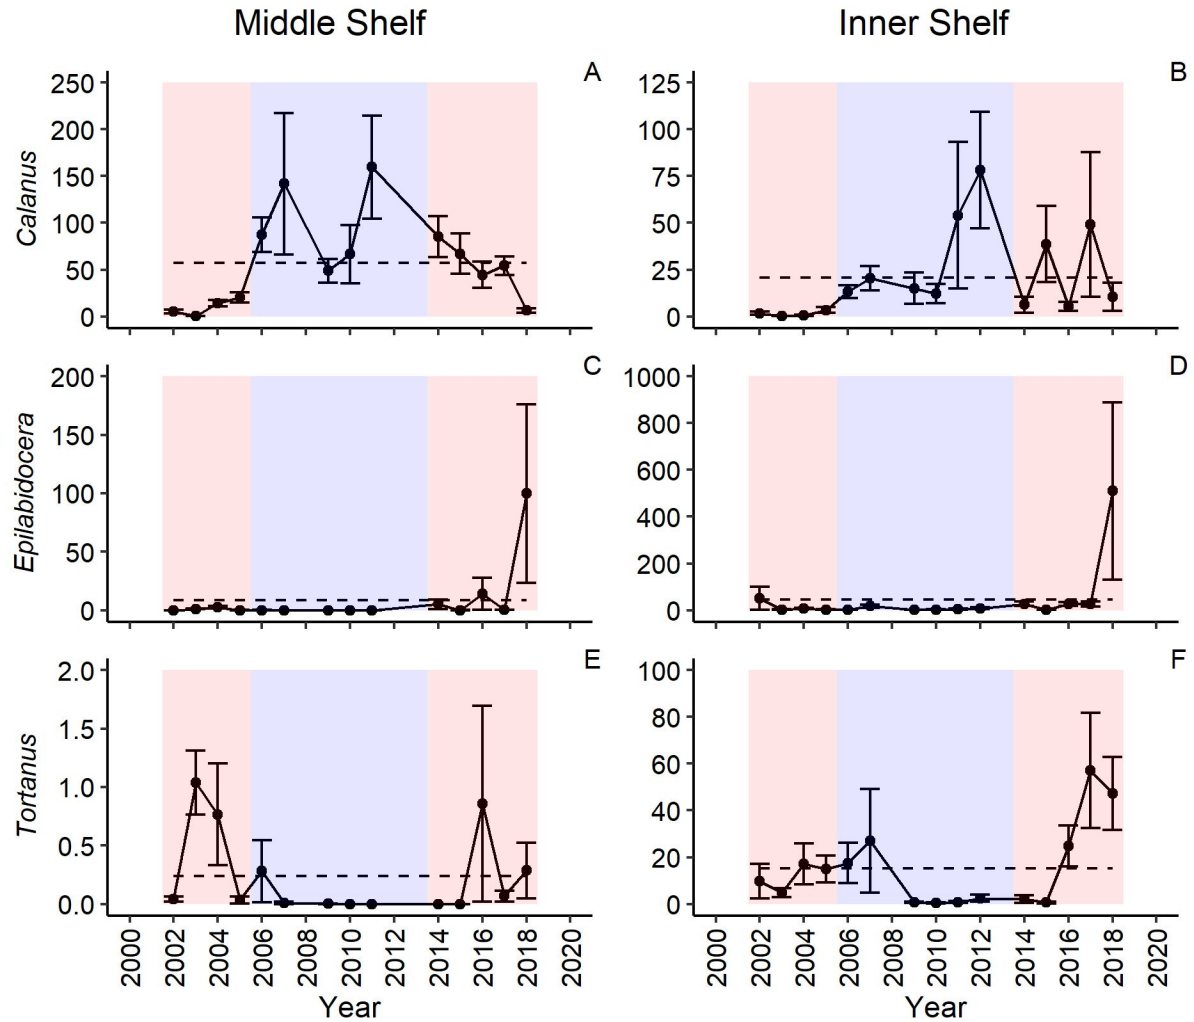 Middle Shelf Inner Shelf
A B
Calanus
250 200 150 100 50 0
125 100 75 50 25 0
C D
Epilabidocera
200 150 100 50 0
1000 800 600 400 200 0
E F
Tortanus
2.0 1.5 1.0 0.5 0.0
100 80 60 40 20 0
2000 2002 2004 2006 2008 2010 2012 2014 2016 2018 2020
2000 2002 2004 2006 2008 2010 2012 2014 2016 2018 2020
Year Year